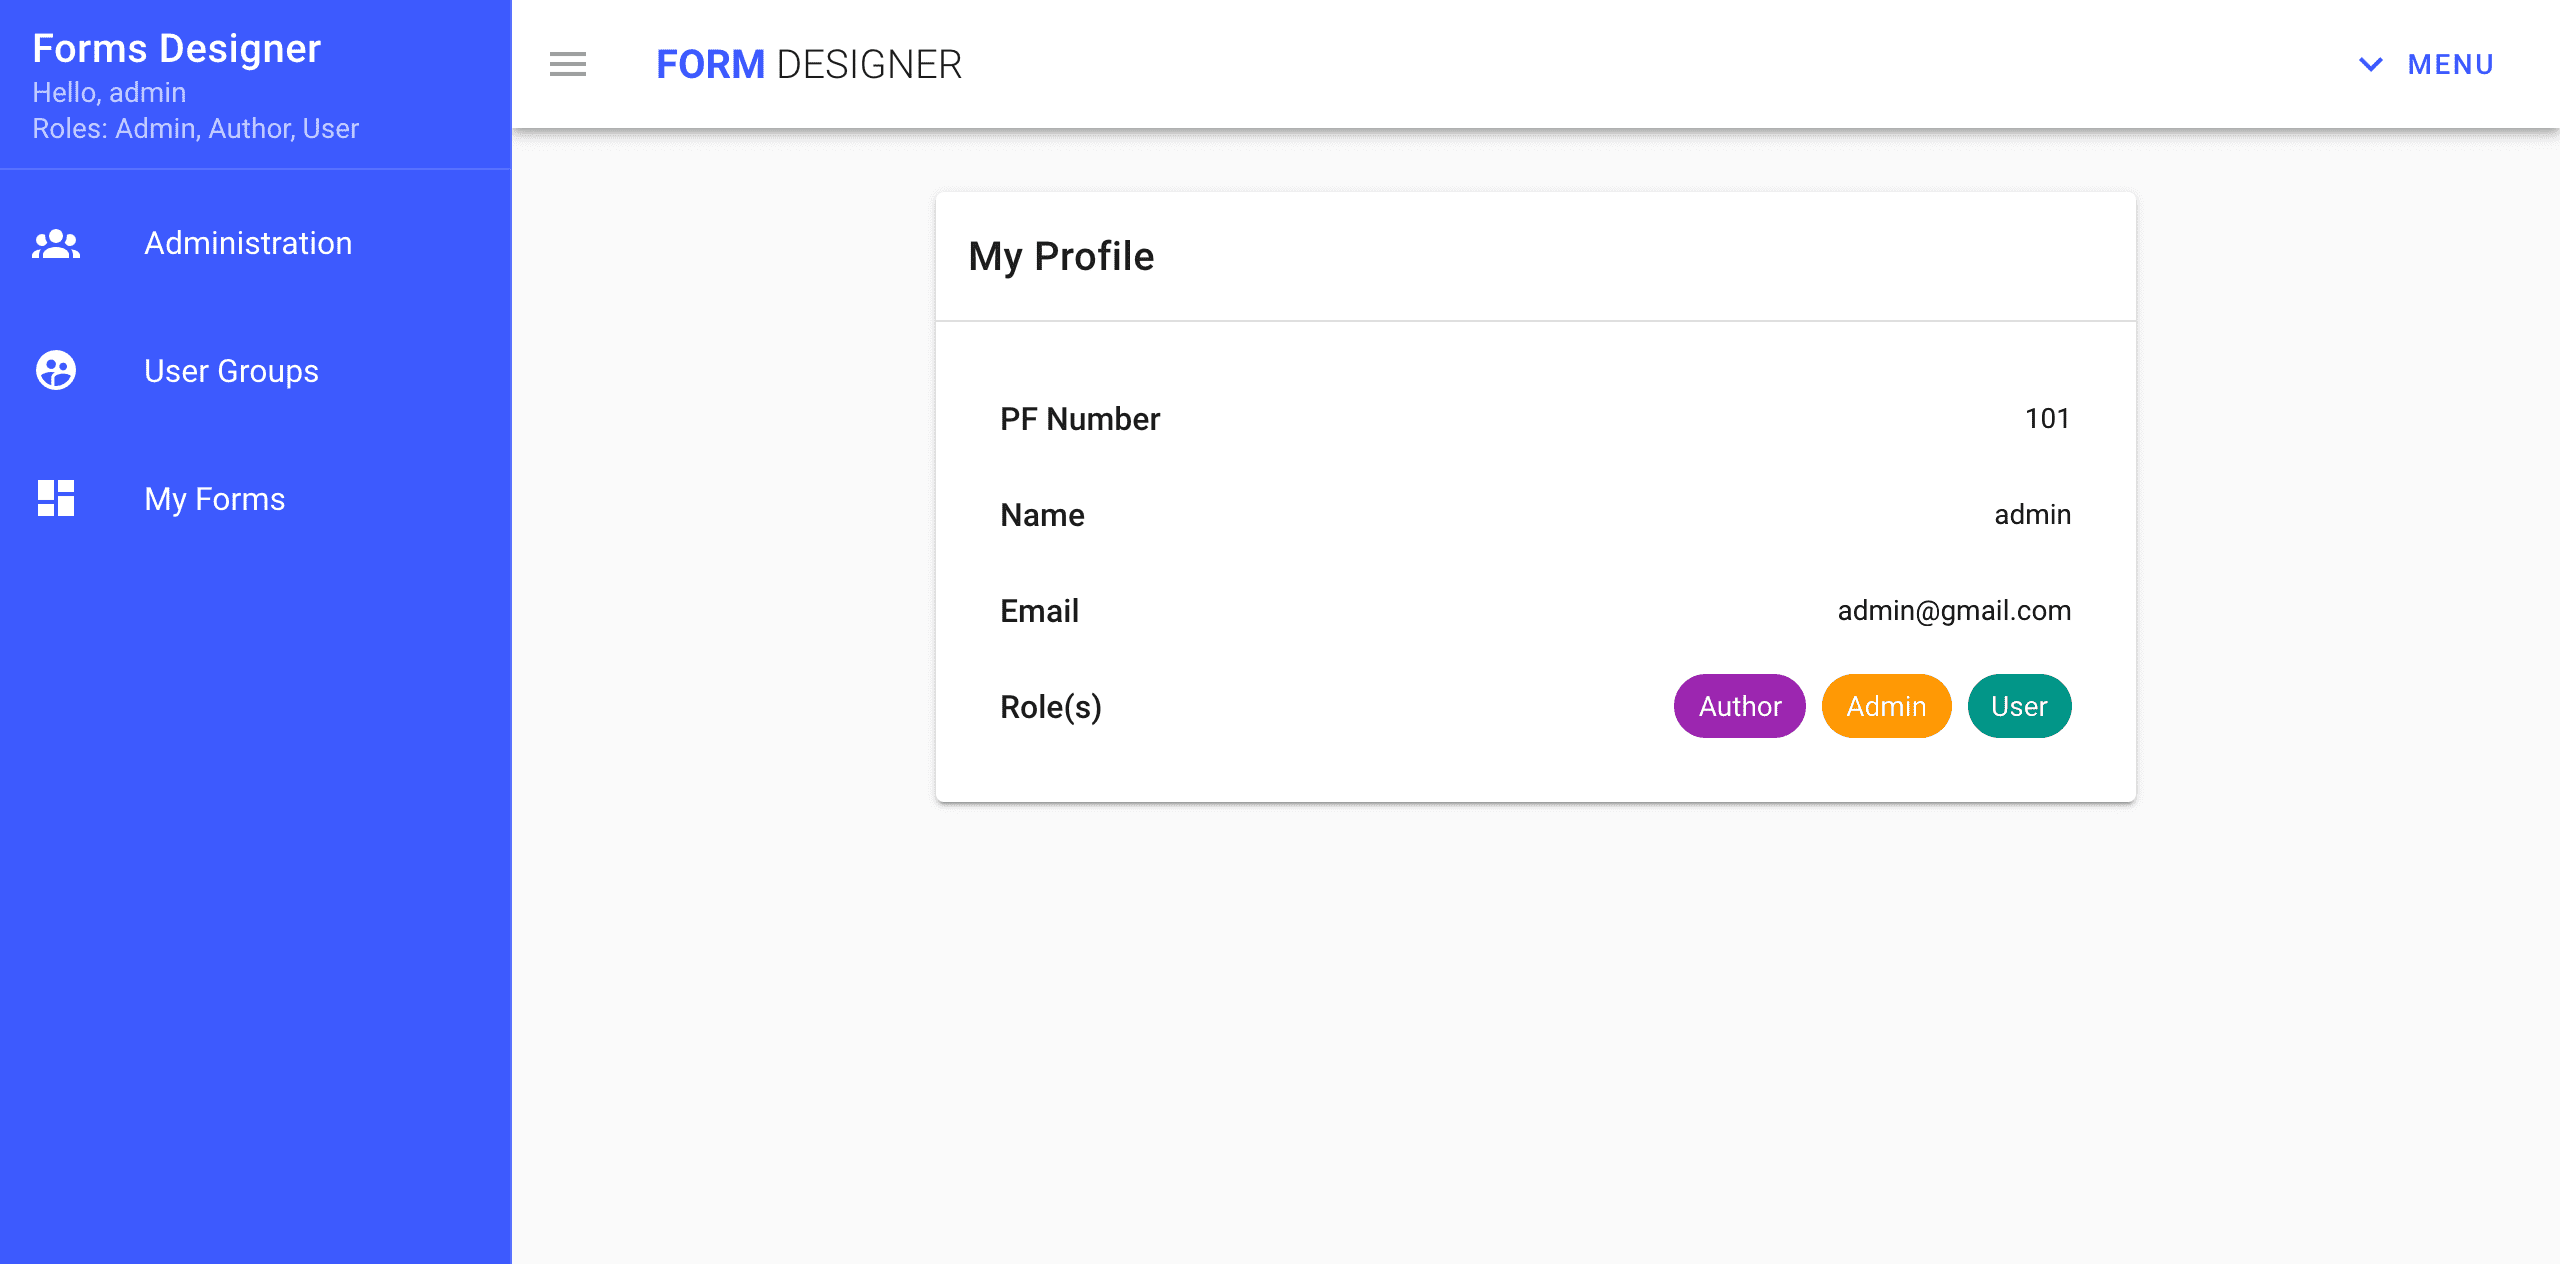 Forms Designer
Hello, admin
Roles: Admin, Author, User
Administration
User Groups
My Forms
FORM DESIGNER
MENU
My Profile
PF Number 101
Name admin
Email admin@gmail.com
Role(s) Author Admin User